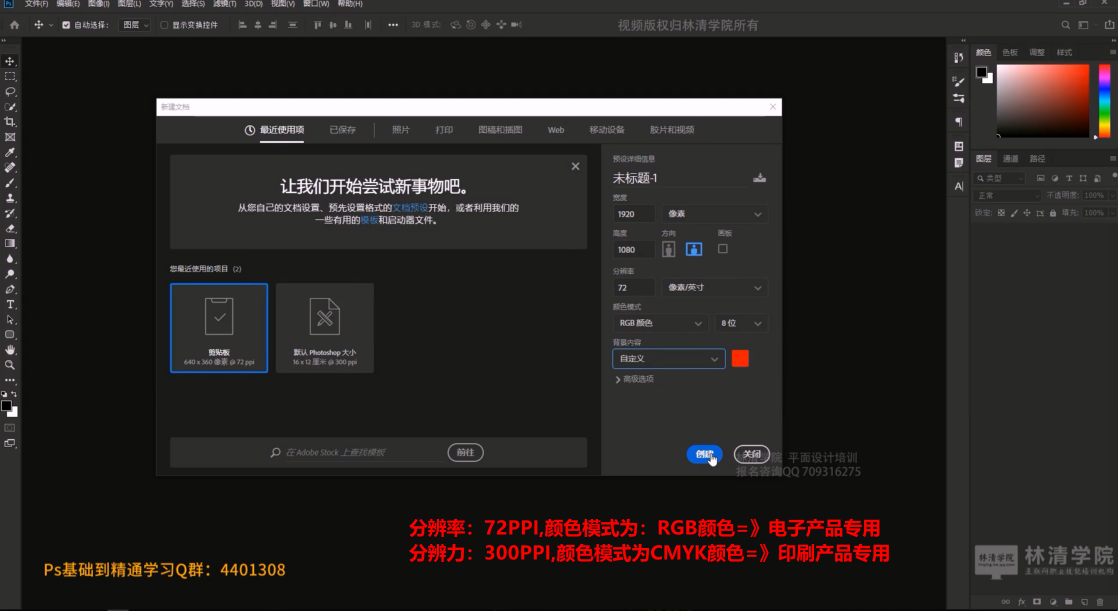 文件(F) 编辑(E) 图像(I) 图层(L) 文字(Y) 选择(S) 滤镜(T) 3D(D) 视图(V) 窗口(W) 帮助(H)
自动选择: 图层 显示变换控件 3D 模式:
视频版权归林清学院所有
新建文档
最近使用项 已保存 照片 打印 图稿和插图 Web 移动设备 胶片和视频
让我们开始尝试新事物吧。
从您自己的文档设置、预先设置格式的文档预设开始，或者利用我们的
一些有用的模板和启动器文件。
您最近使用的项目 (2)
剪贴板
640 x 360 像素 @ 72 ppi
默认 Photoshop 大小
16 x 12 厘米 @ 300 ppi
在 Adobe Stock 上查找模板
前往
预设详细信息
未标题-1
宽度
1920 像素
高度 方向 画板
1080
分辨率
72 像素/英寸
颜色模式
RGB 颜色 8 位
背景内容
自定义
高级选项
创建 关闭
平面设计培训
报名咨询QQ 709316275
颜色 色板 调整 样式
图层 通道 路径
类型
正常 不透明度: 100%
锁定: 填充: 100%
分辨率：72PPI,颜色模式为：RGB颜色=》电子产品专用
分辨力：300PPI,颜色模式为CMYK颜色=》印刷产品专用
Ps基础到精通学习Q群：4401308
林清学院
林清学院
互联网职业技能培训机构